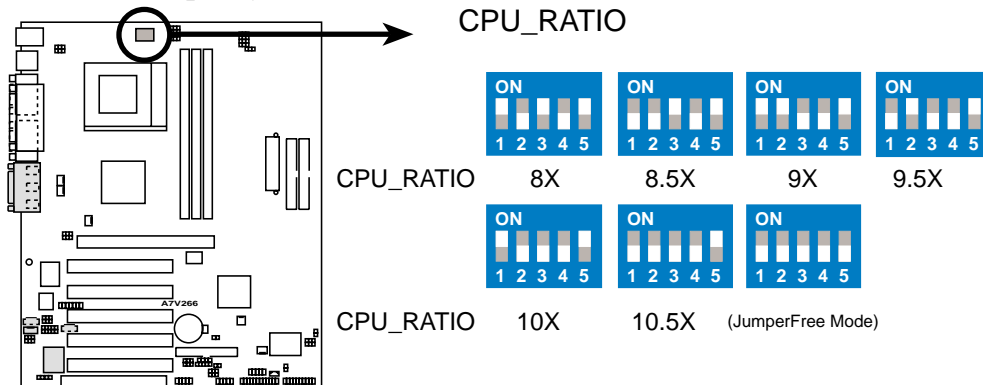 CPU_RATIO
ON ON ON ON
1 2 3 4 5 1 2 3 4 5 1 2 3 4 5 1 2 3 4 5
CPU_RATIO 8X 8.5X 9X 9.5X
ON ON ON
1 2 3 4 5 1 2 3 4 5 1 2 3 4 5
A7V266
CPU_RATIO 10X 10.5X (JumperFree Mode)